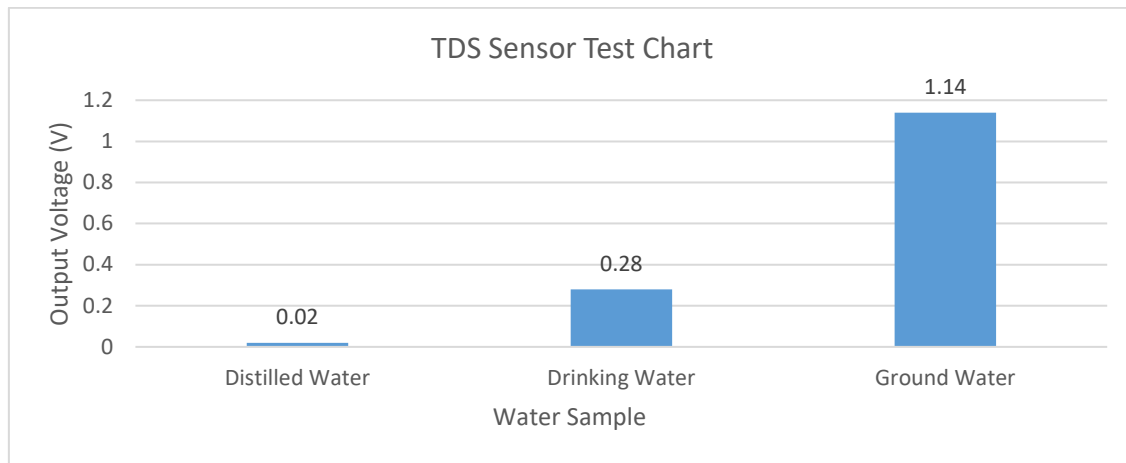 TDS Sensor Test Chart
Output Voltage (V)
1.2
1
0.8
0.6
0.4
0.2
0
0.02
0.28
1.14
Distilled Water
Drinking Water
Ground Water
Water Sample